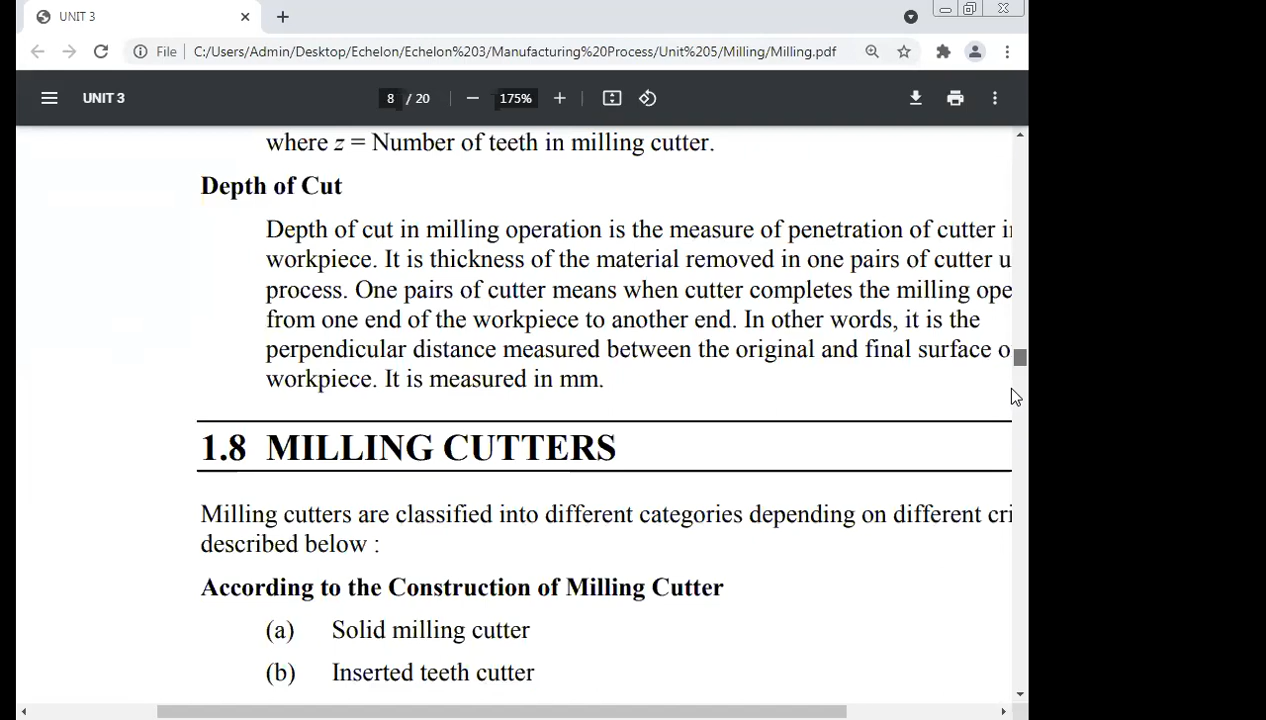 UNIT 3
File C:/Users/Admin/Desktop/Echelon/Echelon%203/Manufacturing%20Process/Unit%205/Milling/Milling.pdf
UNIT 3 8 / 20 175%
where z = Number of teeth in milling cutter.
Depth of Cut
Depth of cut in milling operation is the measure of penetration of cutter
workpiece. It is thickness of the material removed in one pairs of cutter u
process. One pairs of cutter means when cutter completes the milling ope
from one end of the workpiece to another end. In other words, it is the
perpendicular distance measured between the original and final surface o
workpiece. It is measured in mm.
1.8 MILLING CUTTERS
Milling cutters are classified into different categories depending on different cri
described below :
According to the Construction of Milling Cutter
(a) Solid milling cutter
(b) Inserted teeth cutter